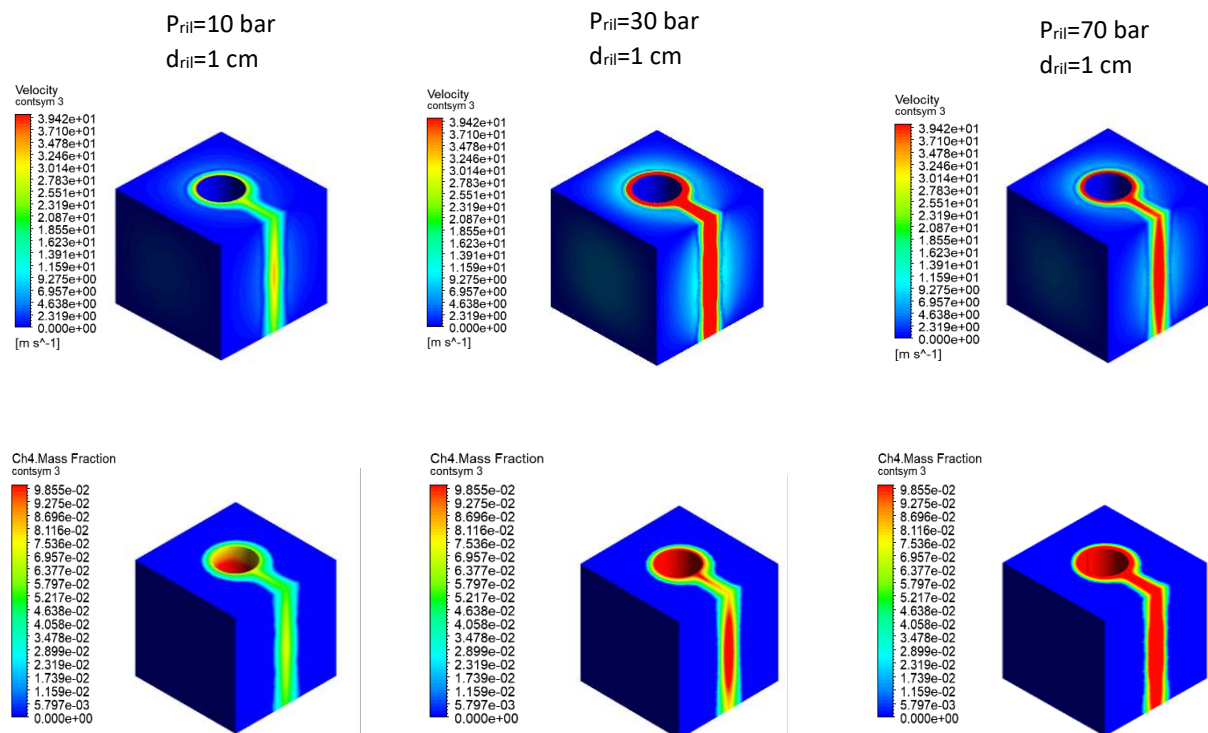 Pril=10 bar
dril=1 cm
Pril=30 bar
dril=1 cm
Pril=70 bar
dril=1 cm
Velocity
contsym 3
3.942e+01
3.710e+01
3.478e+01
3.246e+01
3.014e+01
2.783e+01
2.551e+01
2.319e+01
2.087e+01
1.855e+01
1.623e+01
1.391e+01
1.159e+01
9.275e+00
6.957e+00
4.638e+00
2.319e+00
0.000e+00
[m s^-1]
Velocity
contsym 3
3.942e+01
3.710e+01
3.478e+01
3.246e+01
3.014e+01
2.783e+01
2.551e+01
2.319e+01
2.087e+01
1.855e+01
1.623e+01
1.391e+01
1.159e+01
9.275e+00
6.957e+00
4.638e+00
2.319e+00
0.000e+00
[m s^-1]
Velocity
contsym 3
3.942e+01
3.710e+01
3.478e+01
3.246e+01
3.014e+01
2.783e+01
2.551e+01
2.319e+01
2.087e+01
1.855e+01
1.623e+01
1.391e+01
1.159e+01
9.275e+00
6.957e+00
4.638e+00
2.319e+00
0.000e+00
[m s^-1]
Ch4.Mass Fraction
contsym 3
9.855e-02
9.275e-02
8.696e-02
8.116e-02
7.536e-02
6.957e-02
6.377e-02
5.797e-02
5.217e-02
4.638e-02
4.058e-02
3.478e-02
2.899e-02
2.319e-02
1.739e-02
1.159e-02
5.797e-03
0.000e+00
Ch4.Mass Fraction
contsym 3
9.855e-02
9.275e-02
8.696e-02
8.116e-02
7.536e-02
6.957e-02
6.377e-02
5.797e-02
5.217e-02
4.638e-02
4.058e-02
3.478e-02
2.899e-02
2.319e-02
1.739e-02
1.159e-02
5.797e-03
0.000e+00
Ch4.Mass Fraction
contsym 3
9.855e-02
9.275e-02
8.696e-02
8.116e-02
7.536e-02
6.957e-02
6.377e-02
5.797e-02
5.217e-02
4.638e-02
4.058e-02
3.478e-02
2.899e-02
2.319e-02
1.739e-02
1.159e-02
5.797e-03
0.000e+00